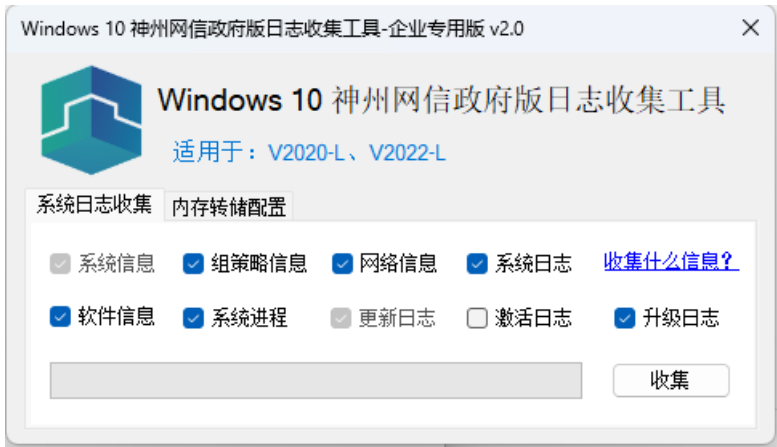 Windows 10 神州网信政府版日志收集工具-企业专用版 v2.0
Windows 10 神州网信政府版日志收集工具
适用于：V2020-L、V2022-L
系统日志收集 内存转储配置
系统信息 组策略信息 网络信息 系统日志 收集什么信息？
软件信息 系统进程 更新日志 激活日志 升级日志
收集